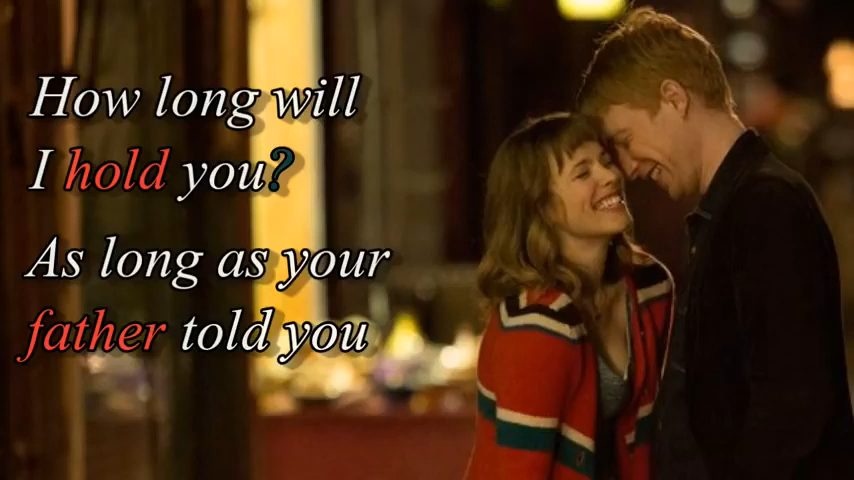 How long will
I hold you?
As long as your
father told you